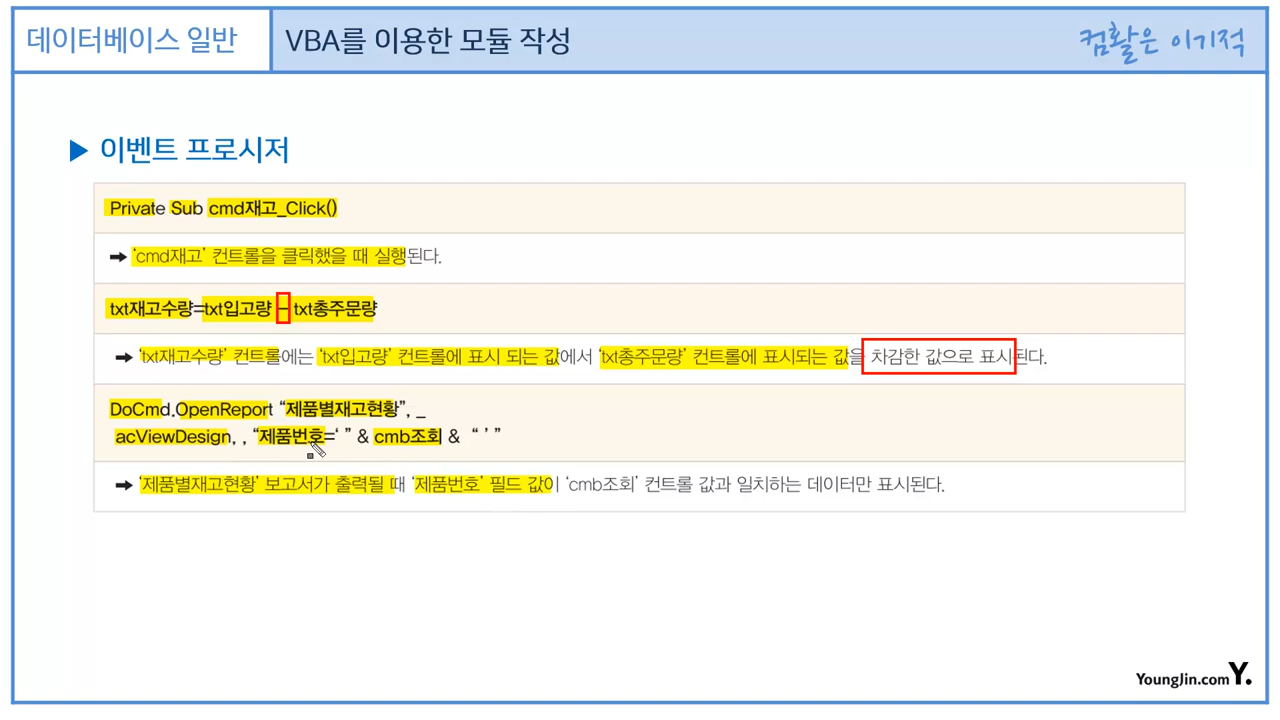 데이터베이스 일반
VBA를 이용한 모듈 작성
컴활은 이기적
▶ 이벤트 프로시저
Private Sub cmd재고_Click()
➡ ‘cmd재고’ 컨트롤을 클릭했을 때 실행된다.
txt재고수량=txt입고량 – txt총주문량
➡ ‘txt재고수량’ 컨트롤에는 ‘txt입고량’ 컨트롤에 표시 되는 값에서 ‘txt총주문량’ 컨트롤에 표시되는 값을 차감한 값으로 표시된다.
DoCmd.OpenReport “제품별재고현황”, _
acViewDesign, , “제품번호=‘ ” & cmb조회 & “ ’ ”
➡ ‘제품별재고현황’ 보고서가 출력될 때 ‘제품번호’ 필드 값이 ‘cmb조회’ 컨트롤 값과 일치하는 데이터만 표시된다.
YoungJin.com Y.